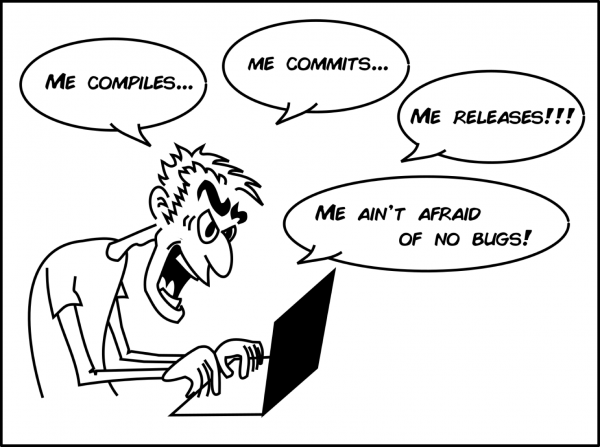 Me compiles...
me commits...
Me releases!!!
Me ain't afraid
of no bugs!